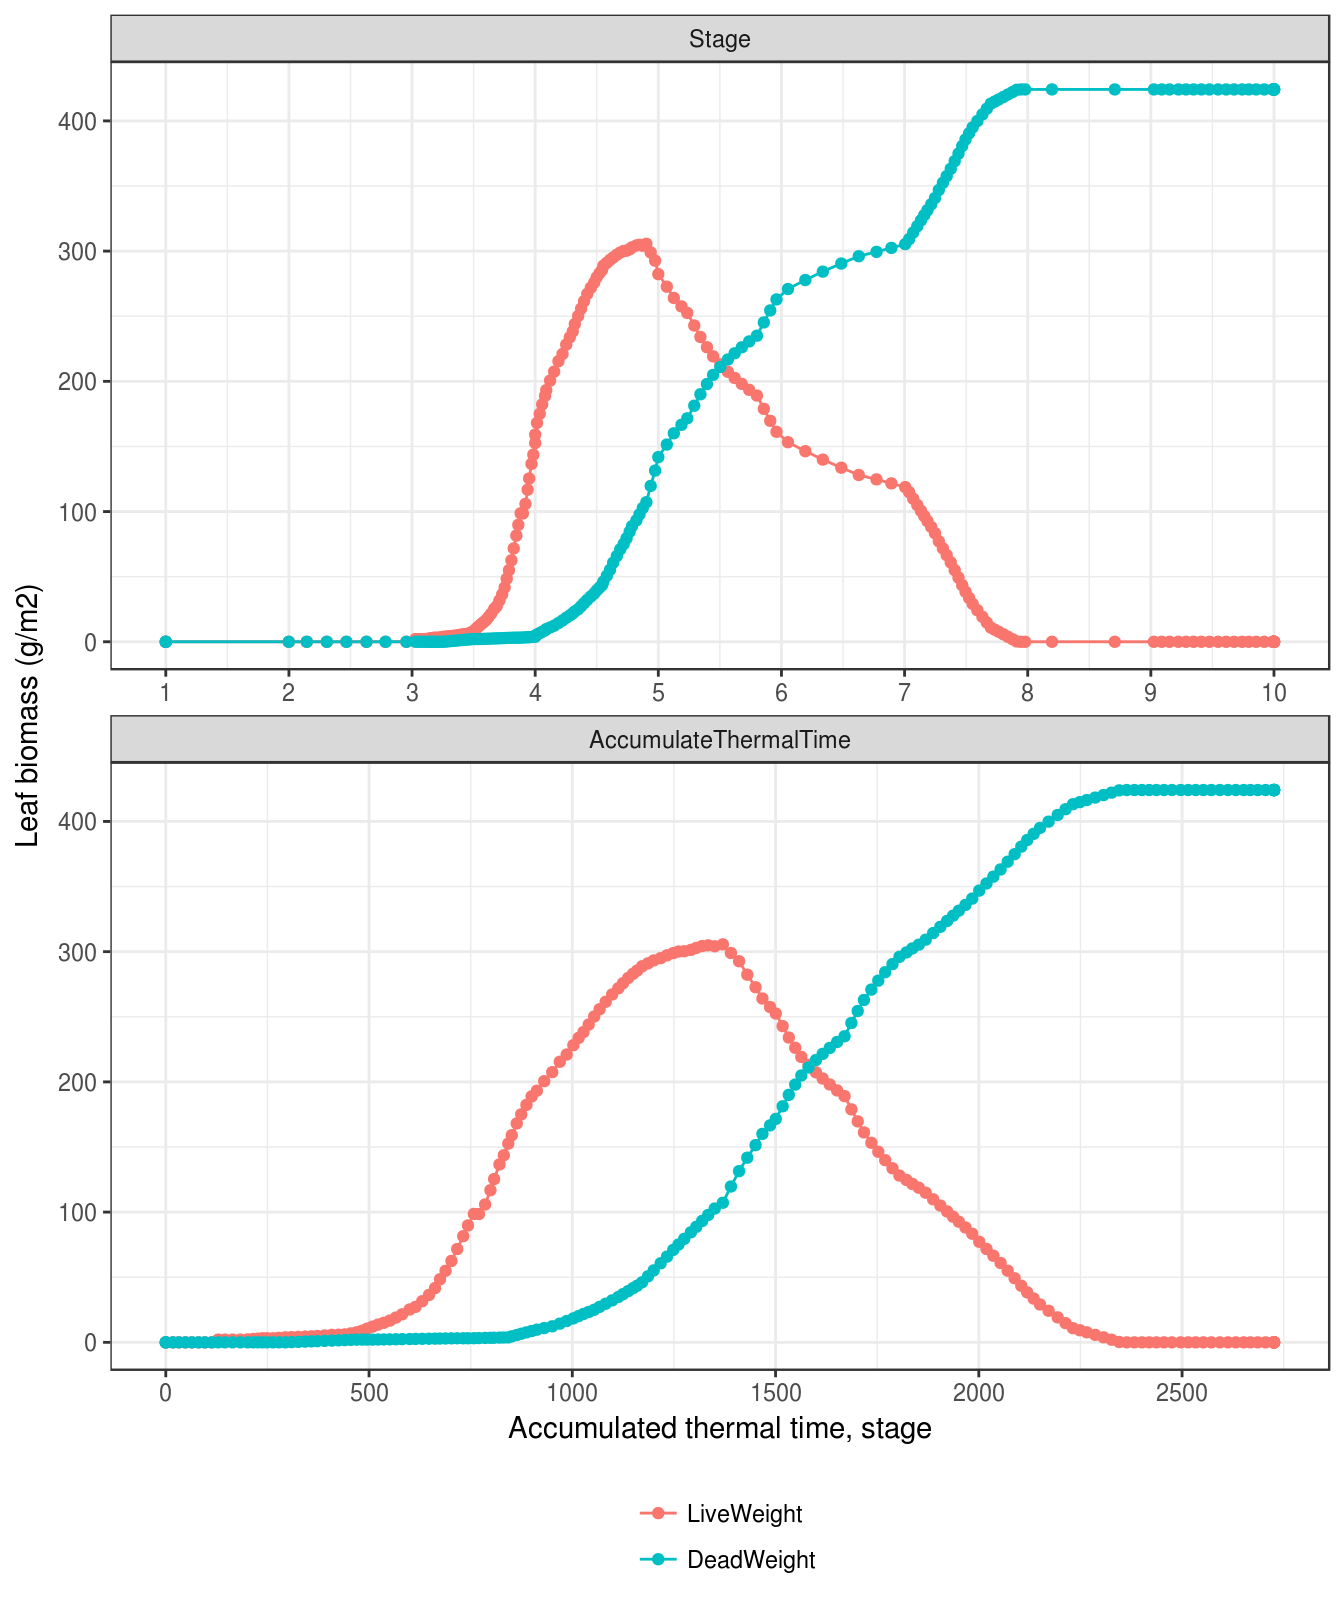 Stage
400
300
200
100
0
1 2 3 4 5 6 7 8 9 10
AccumulateThermalTime
400
300
200
100
0
0 500 1000 1500 2000 2500
Leaf biomass (g/m2)
Accumulated thermal time, stage
LiveWeight
DeadWeight